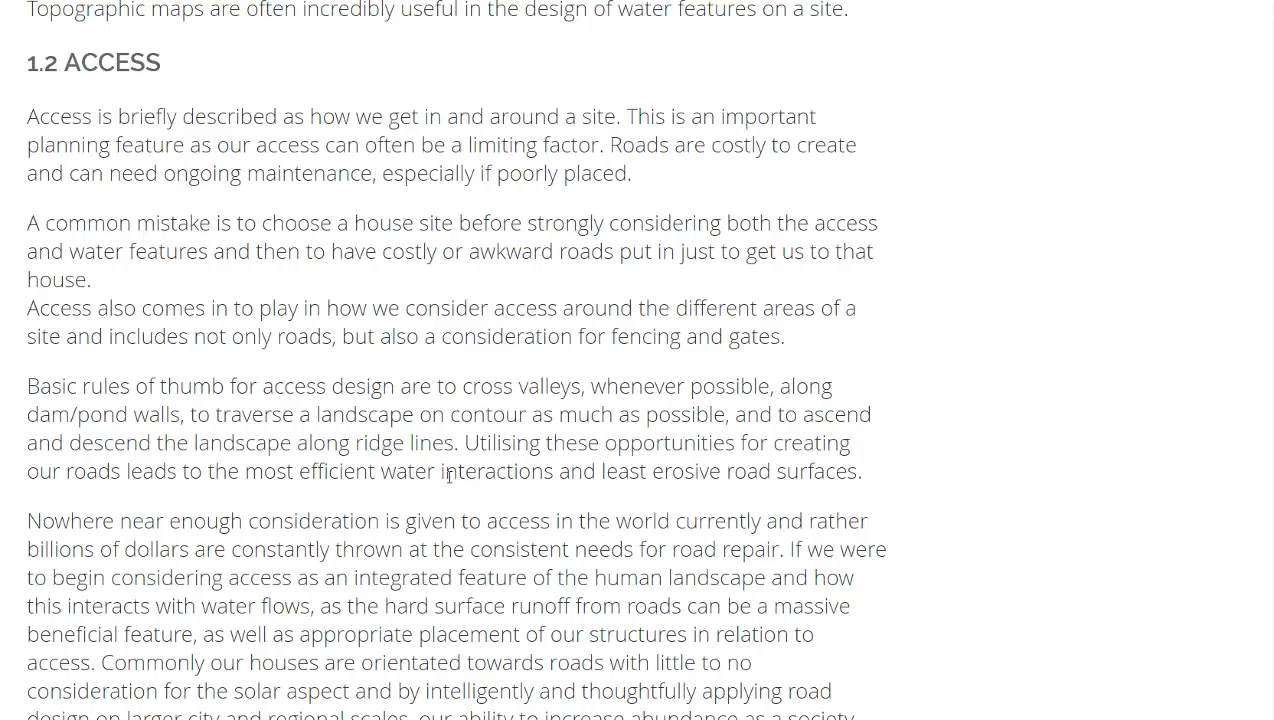 Topographic maps are often incredibly useful in the design of water features on a site.
1.2 ACCESS
Access is briefly described as how we get in and around a site. This is an important
planning feature as our access can often be a limiting factor. Roads are costly to create
and can need ongoing maintenance, especially if poorly placed.
A common mistake is to choose a house site before strongly considering both the access
and water features and then to have costly or awkward roads put in just to get us to that
house.
Access also comes in to play in how we consider access around the different areas of a
site and includes not only roads, but also a consideration for fencing and gates.
Basic rules of thumb for access design are to cross valleys, whenever possible, along
dam/pond walls, to traverse a landscape on contour as much as possible, and to ascend
and descend the landscape along ridge lines. Utilising these opportunities for creating
our roads leads to the most efficient water interactions and least erosive road surfaces.
Nowhere near enough consideration is given to access in the world currently and rather
billions of dollars are constantly thrown at the consistent needs for road repair. If we were
to begin considering access as an integrated feature of the human landscape and how
this interacts with water flows, as the hard surface runoff from roads can be a massive
beneficial feature, as well as appropriate placement of our structures in relation to
access. Commonly our houses are orientated towards roads with little to no
consideration for the solar aspect and by intelligently and thoughtfully applying road
design on larger city and regional scales, our ability to increase abundance as a society